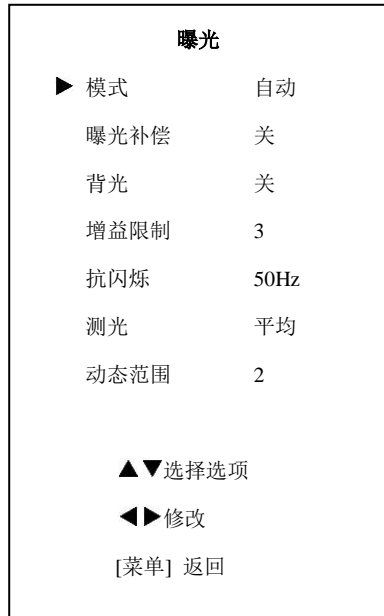 曝光
▶ 模式 自动
曝光补偿 关
背光 关
增益限制 3
抗闪烁 50Hz
测光 平均
动态范围 2
▲▼选择选项
◀▶修改
[菜单] 返回